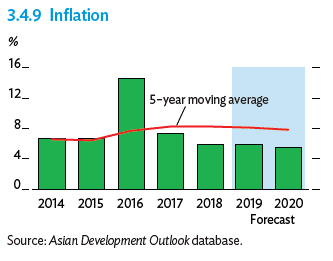 3.4.9 Inflation
%
16
12
8
4
0
5-year moving average
2014 2015 2016 2017 2018 2019 2020
Forecast
Source: Asian Development Outlook database.